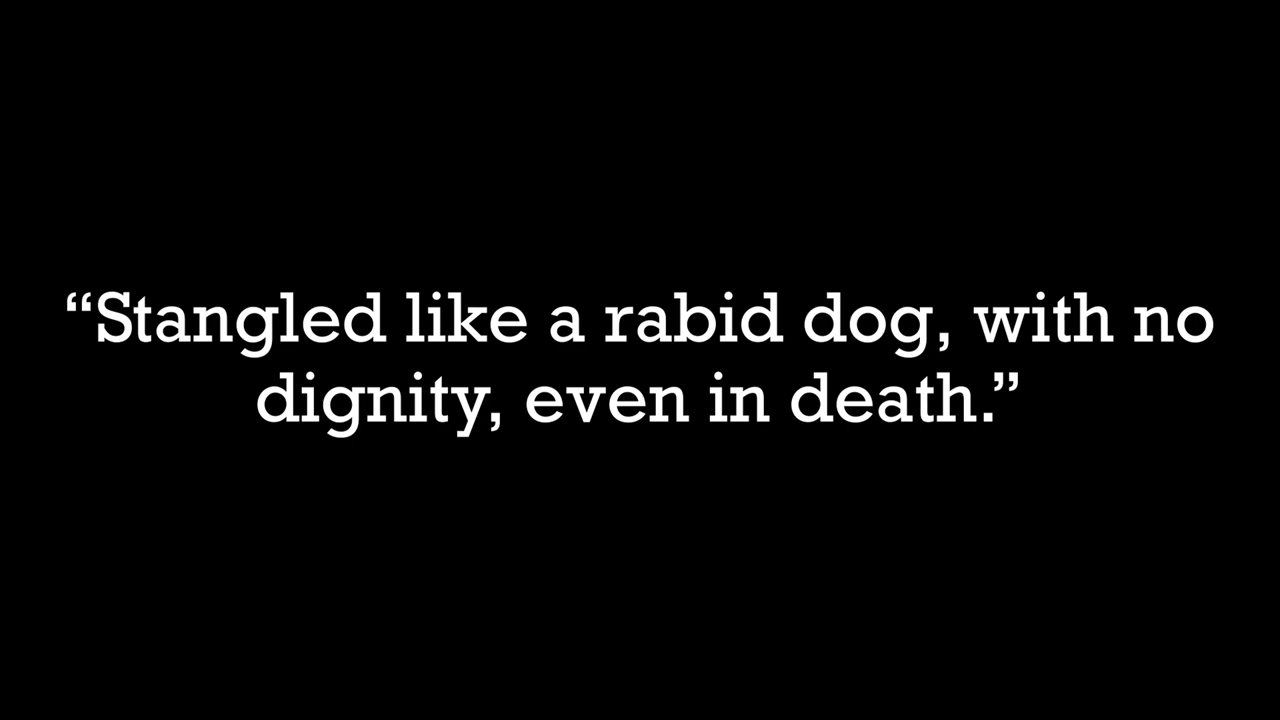 “Stangled like a rabid dog, with no
dignity, even in death.”